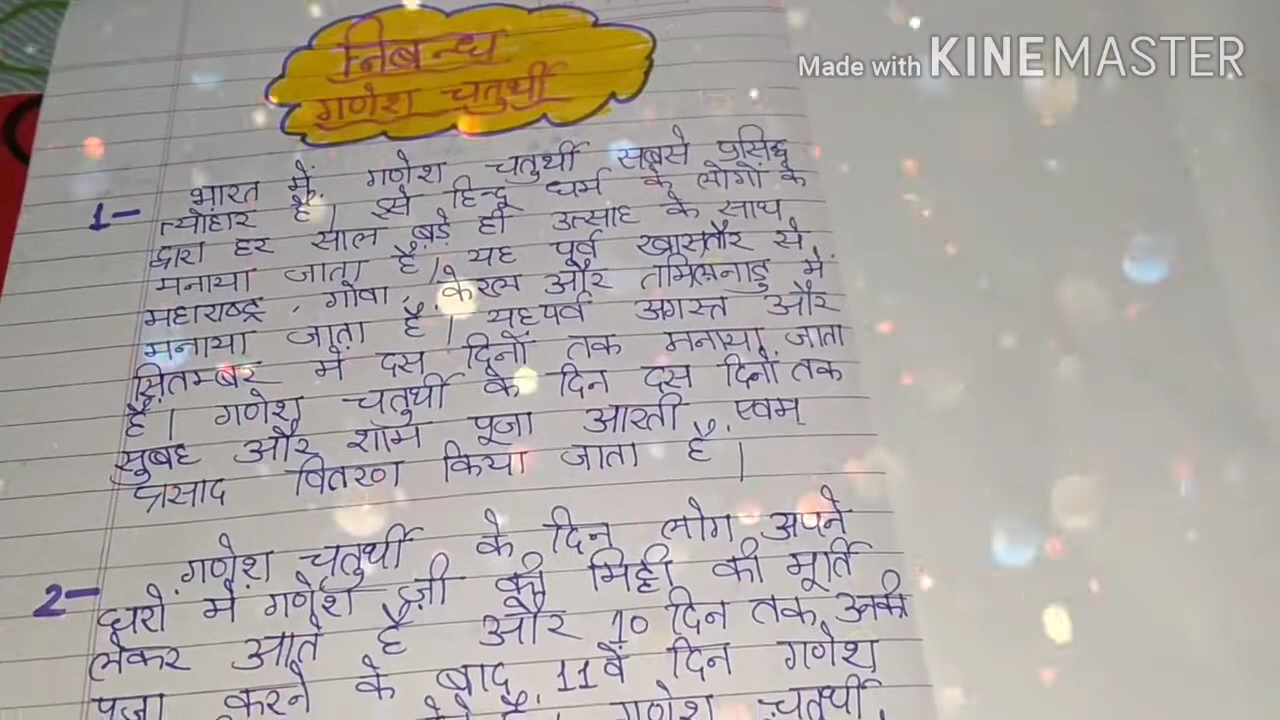 Made with KINEMASTER
निबन्ध
गणेश चतुर्थी
1- भारत में गणेश चतुर्थी सबसे प्रसिद्ध
त्योहार है। इसे हिन्दू धर्म के लोगों के
द्वारा हर साल बड़े ही उत्साह के साथ
मनाया जाता है। यह पूर्व खासतौर से
महाराष्ट्र, गोवा, केरल और तमिलनाडु में
मनाया जाता है। यह पर्व अगस्त और
सितम्बर में दस दिनों तक मनाया जाता
है। गणेश चतुर्थी के दिन दस दिनों तक
सुबह और शाम पूजा आरती एवम्
प्रसाद वितरण किया जाता है।
2- गणेश चतुर्थी के दिन लोग अपने
घरों में गणेश जी की मिट्टी की मूर्ति
लेकर आते है और 10 दिन तक उनकी
पूजा करने के बाद 11वें दिन गणेश
गणेश चतुर्थी